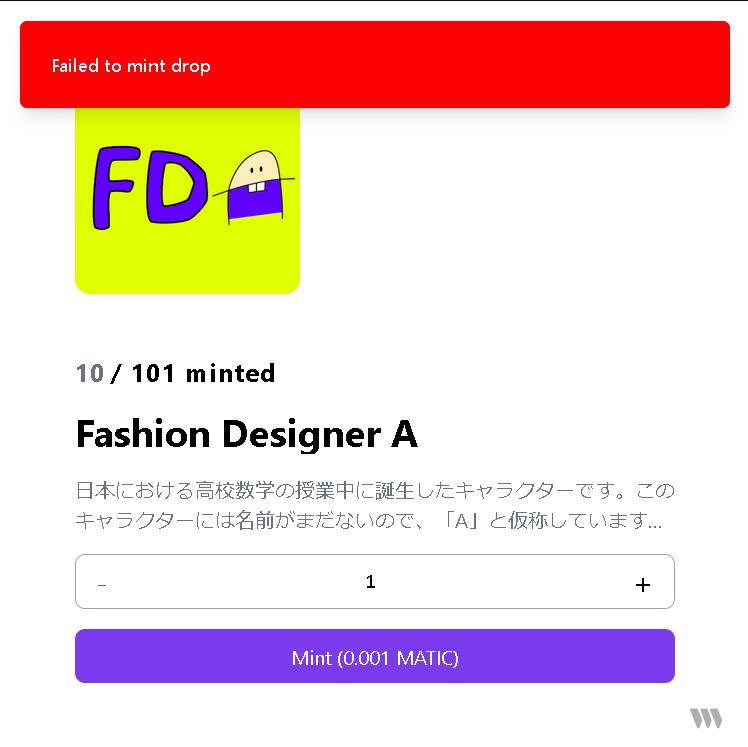 Failed to mint drop
FDA
10 / 101 minted
Fashion Designer A
日本における高校数学の授業中に誕生したキャラクターです。この
キャラクターには名前がまだないので、「A」と仮称しています...
- 1 +
Mint (0.001 MATIC)